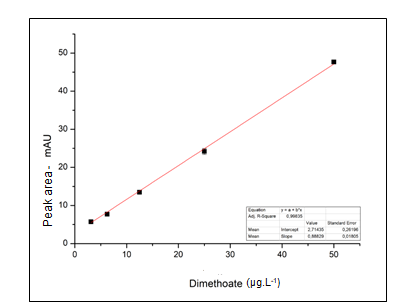 50
40
30
20
10
0
Peak area - mAU
0 10 20 30 40 50
Dimethoate (µg.L-1)
Equation y = a + b*x
Adj. R-Square 0,99835
Value Standard Error
Mean Intercept 2,71435 0,26196
Mean Slope 0,88629 0,01805